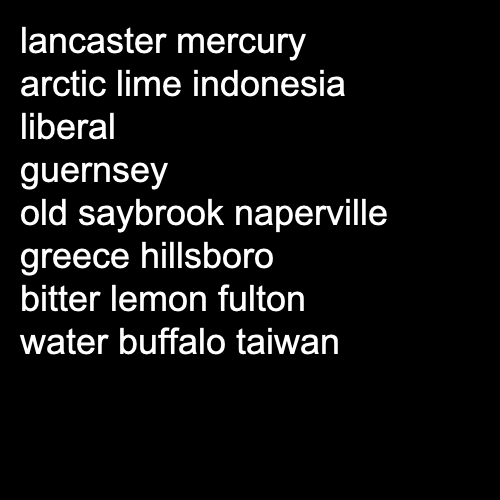 lancaster mercury
arctic lime indonesia
liberal
guernsey
old saybrook naperville
greece hillsboro
bitter lemon fulton
water buffalo taiwan